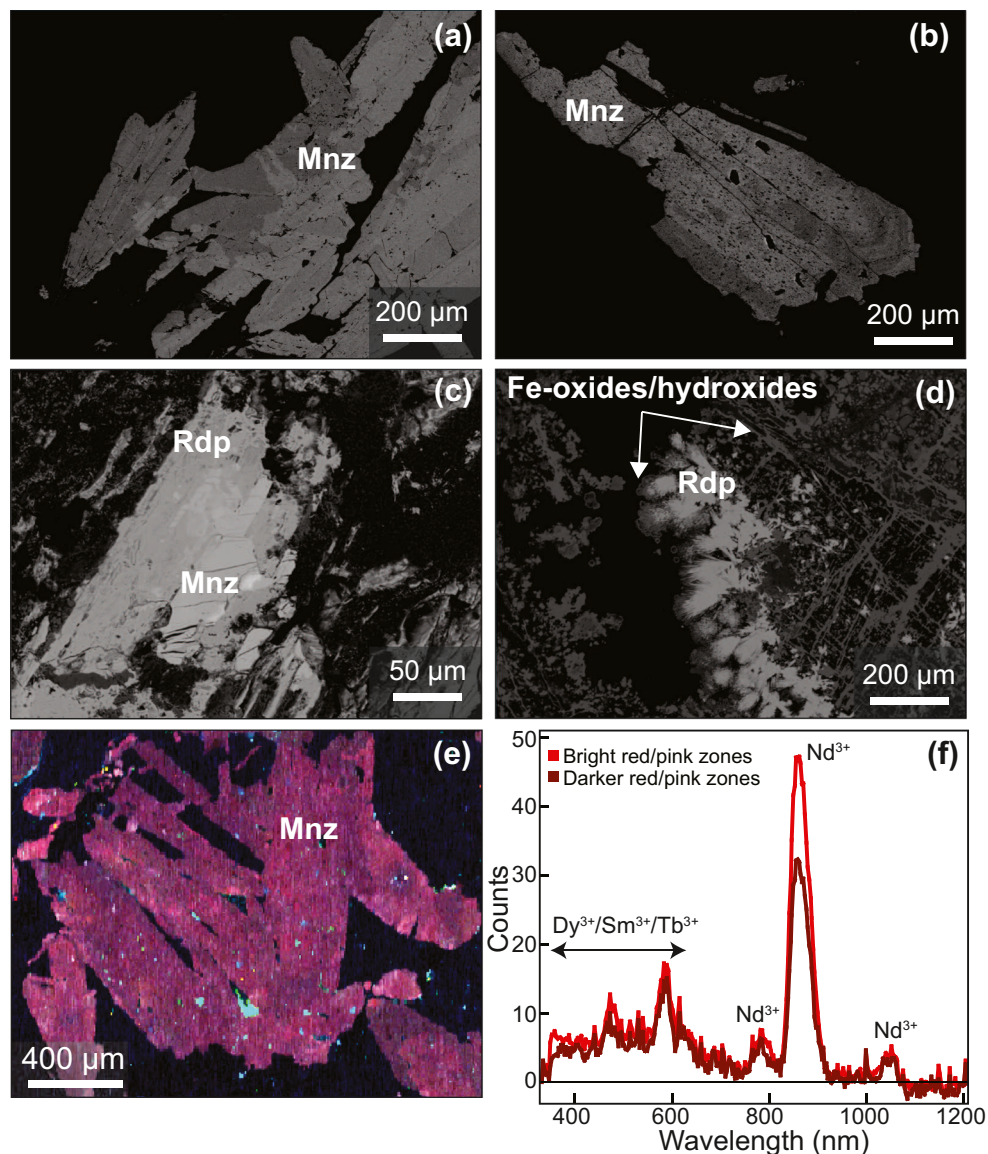 (a)
Mnz
200 µm
(b)
Mnz
200 µm
(c)
Rdp
Mnz
50 µm
Fe-oxides/hydroxides
(d)
Rdp
200 µm
(e)
Mnz
400 µm
(f)
Bright red/pink zones
Darker red/pink zones
Nd³⁺
Dy³⁺/Sm³⁺/Tb³⁺
Nd³⁺
Nd³⁺
50
40
30
20
10
0
Counts
400 600 800 1000 1200
Wavelength (nm)